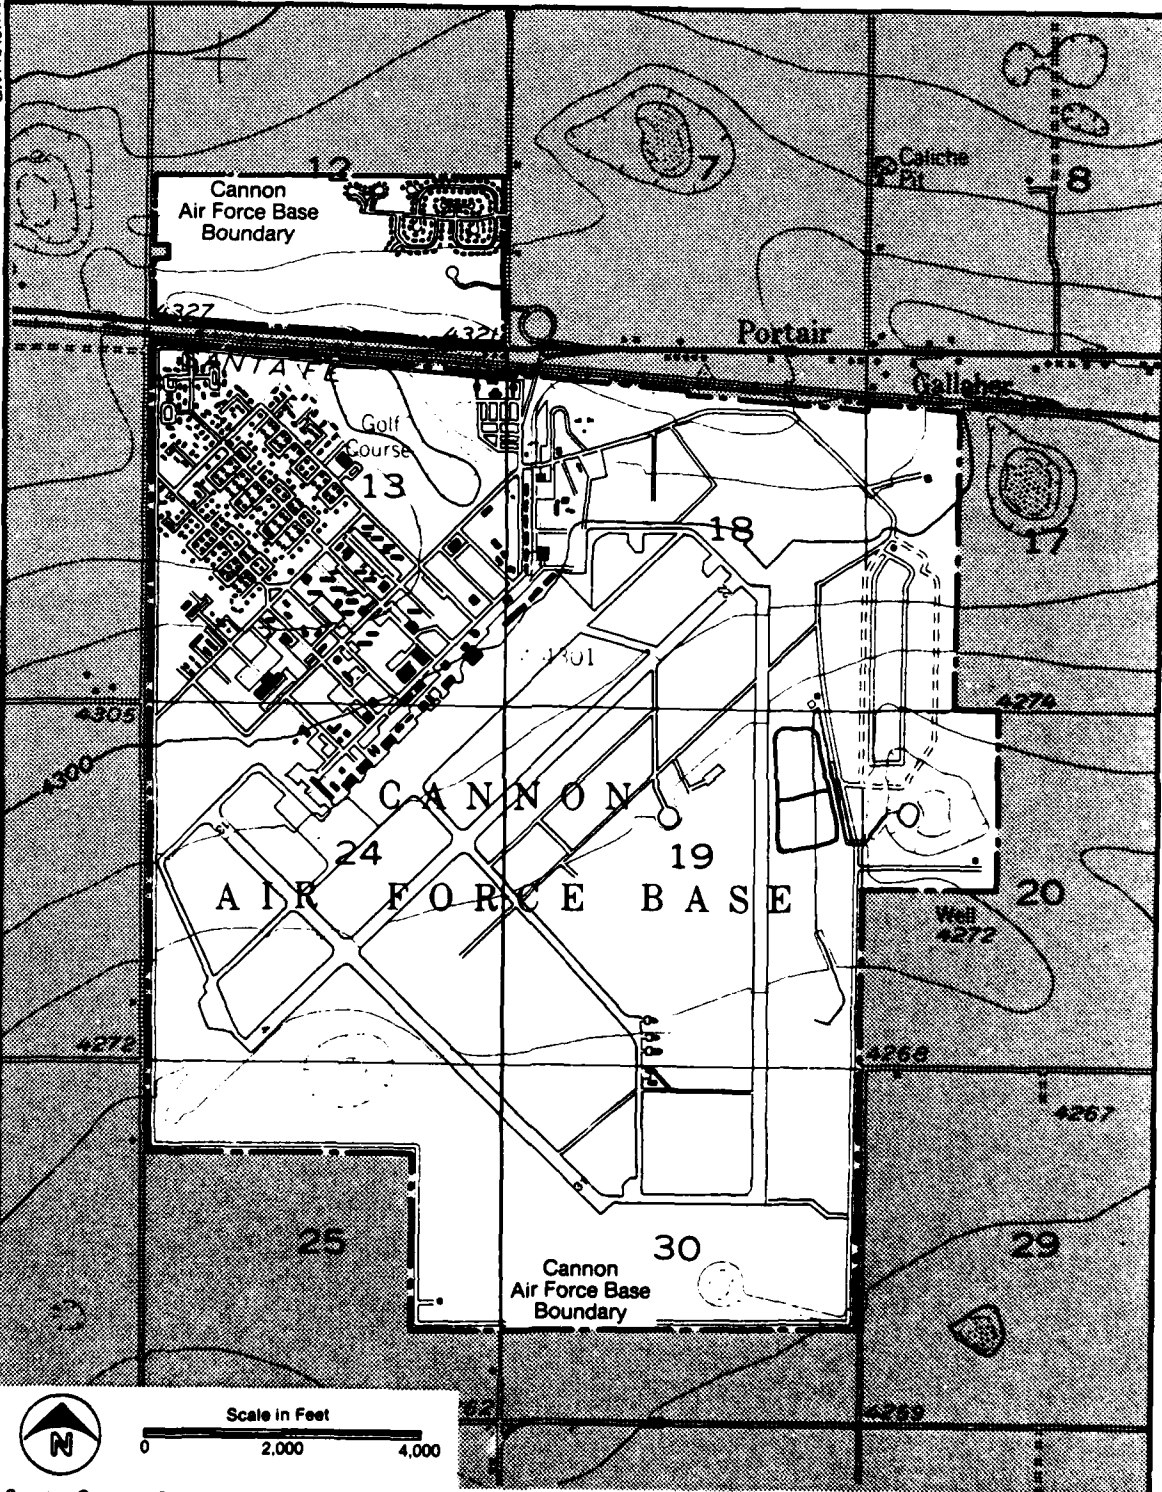 12
7
Caliche
Pit
8
Cannon
Air Force Base
Boundary
4327
Portair
SANTA FE
Gallaher
Golf
Course
13
18
17
4301
4305
4274
4300
CANNON
24
19
AIR FORCE BASE
20
Well
4272
4272
4268
4267
25
30
29
Cannon
Air Force Base
Boundary
4259
N
Scale in Feet
0 2,000 4,000